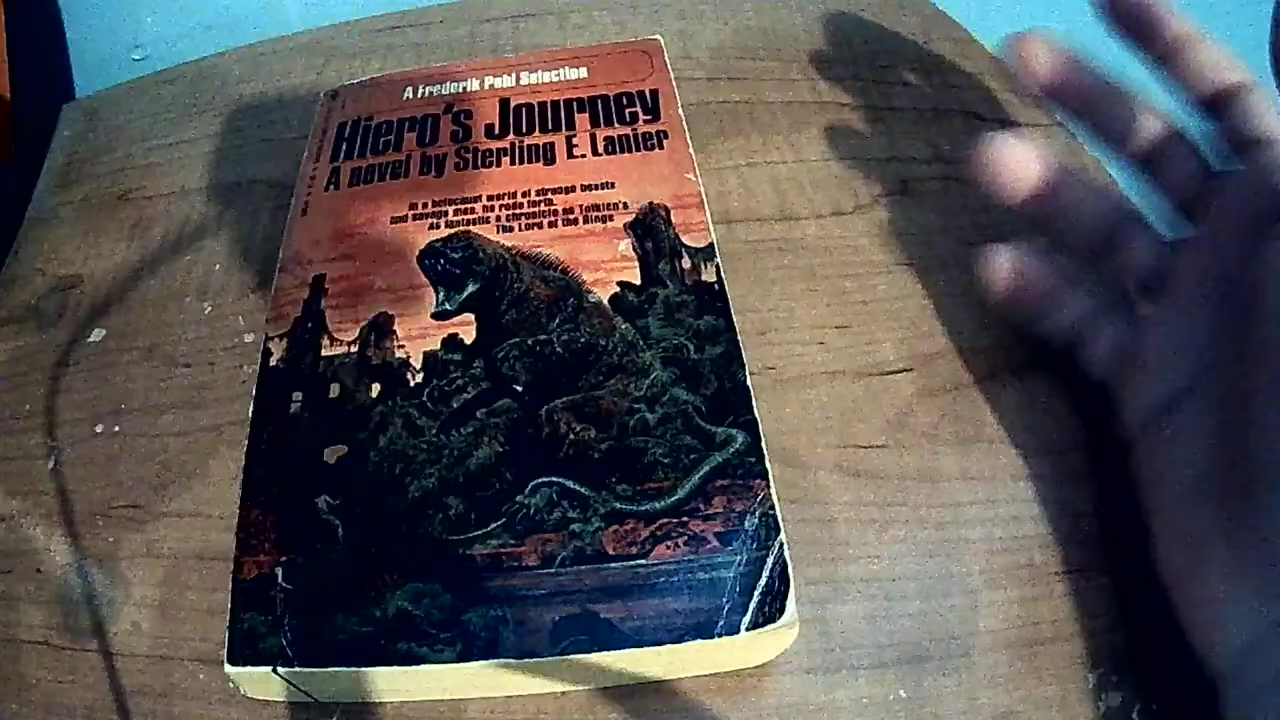 A Frederik Pohl Selection
Hiero's Journey
A novel by Sterling E. Lanier
In a holocaust world of strange beasts
and savage men, he rode forth.
As fantastic a chronicle as Tolkien's
The Lord of the Rings